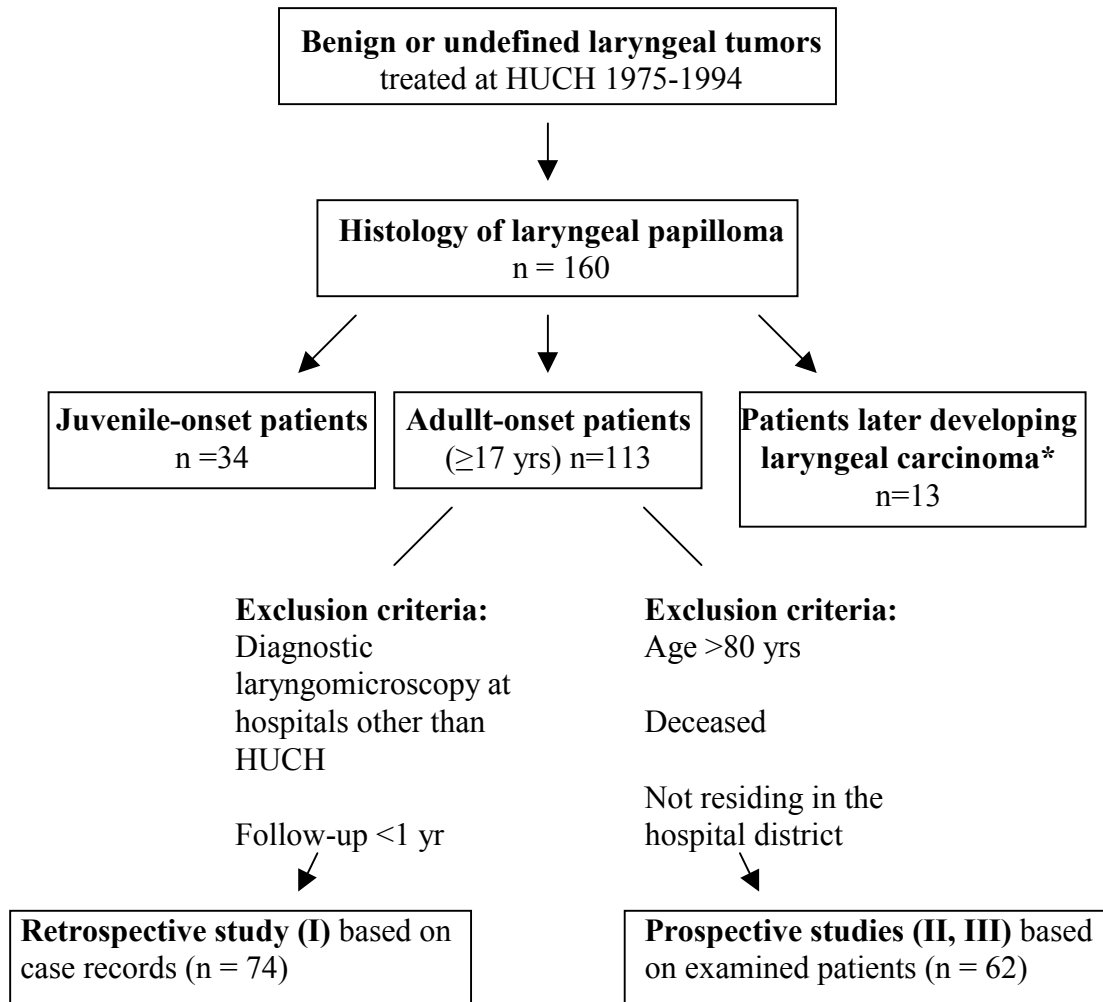 Benign or undefined laryngeal tumors
treated at HUCH 1975-1994
Histology of laryngeal papilloma
n = 160
Juvenile-onset patients
n =34
Adullt-onset patients
(≥17 yrs) n=113
Patients later developing
laryngeal carcinoma*
n=13
Exclusion criteria:
Diagnostic
laryngomicroscopy at
hospitals other than
HUCH
Follow-up <1 yr
Exclusion criteria:
Age >80 yrs
Deceased
Not residing in the
hospital district
Retrospective study (I) based on
case records (n = 74)
Prospective studies (II, III) based
on examined patients (n = 62)